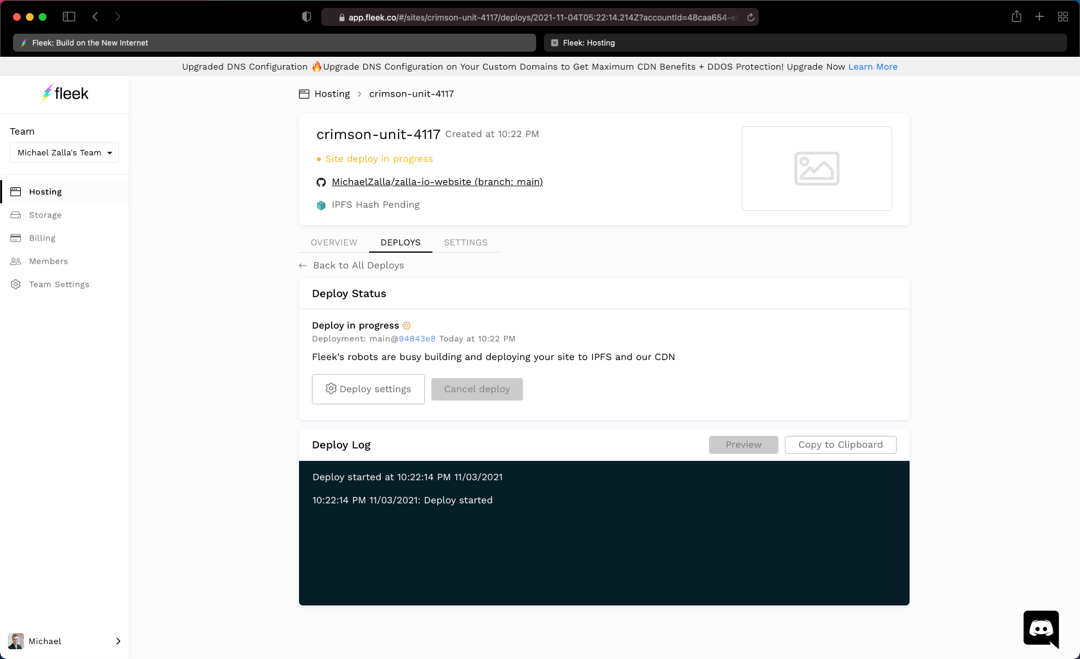 app.fleek.co/#/sites/crimson-unit-4117/deploys/2021-11-04T05:22:14.214Z?accountId=48caa654-
Fleek: Build on the New Internet
Fleek: Hosting
Upgraded DNS Configuration 🔥Upgrade DNS Configuration on Your Custom Domains to Get Maximum CDN Benefits + DDOS Protection! Upgrade Now Learn More
fleek
Team
Michael Zalla's Team
Hosting
Storage
Billing
Members
Team Settings
Michael
Hosting > crimson-unit-4117
crimson-unit-4117 Created at 10:22 PM
Site deploy in progress
MichaelZalla/zalla-io-website (branch: main)
IPFS Hash Pending
OVERVIEW DEPLOYS SETTINGS
← Back to All Deploys
Deploy Status
Deploy in progress
Deployment: main@94843e8 Today at 10:22 PM
Fleek's robots are busy building and deploying your site to IPFS and our CDN
Deploy settings Cancel deploy
Deploy Log Preview Copy to Clipboard
Deploy started at 10:22:14 PM 11/03/2021
10:22:14 PM 11/03/2021: Deploy started